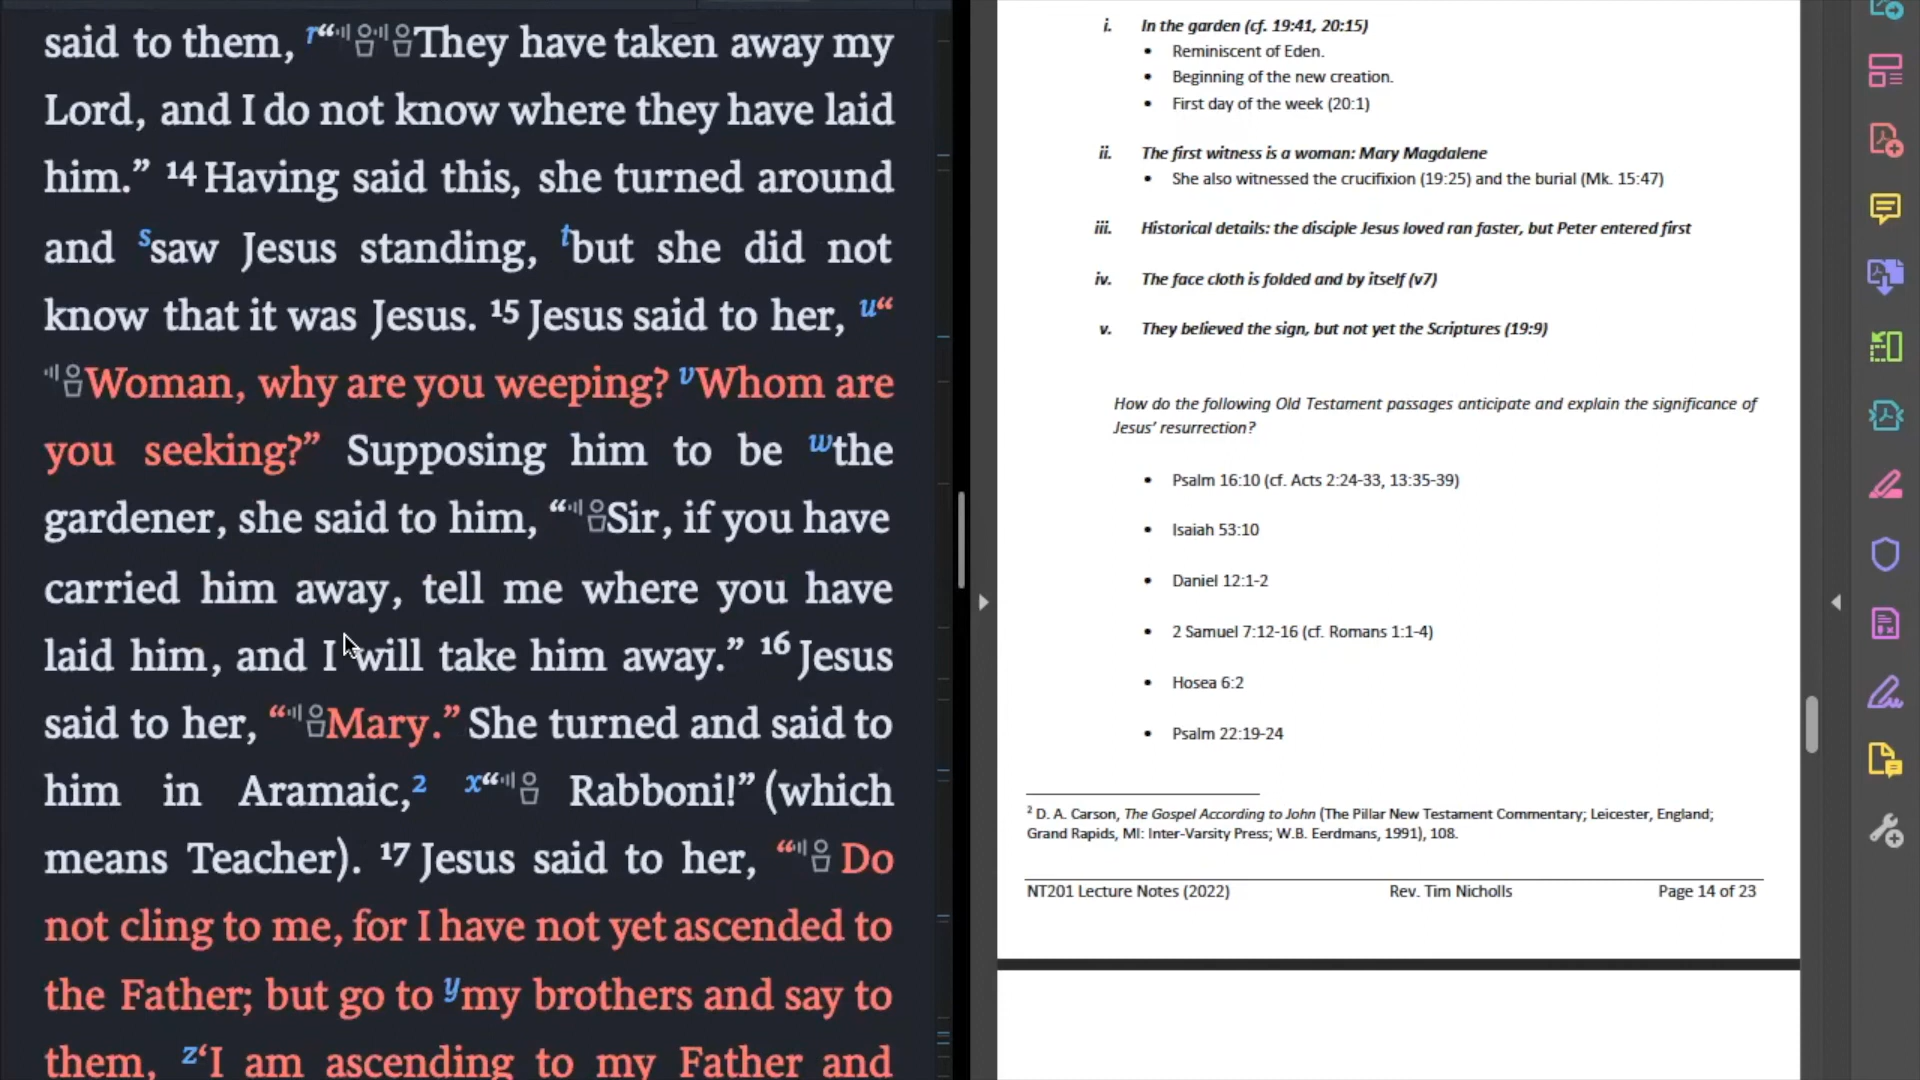 said to them, r“They have taken away my
Lord, and I do not know where they have laid
him.” 14 Having said this, she turned around
and s saw Jesus standing, t but she did not
know that it was Jesus. 15 Jesus said to her, u“
Woman, why are you weeping? v Whom are
you seeking?” Supposing him to be w the
gardener, she said to him, “Sir, if you have
carried him away, tell me where you have
laid him, and I will take him away.” 16 Jesus
said to her, “Mary.” She turned and said to
him in Aramaic,2 x“ Rabboni!” (which
means Teacher). 17 Jesus said to her, “ Do
not cling to me, for I have not yet ascended to
the Father; but go to y my brothers and say to
them, z‘I am ascending to my Father and
i. In the garden (cf. 19:41, 20:15)
• Reminiscent of Eden.
• Beginning of the new creation.
• First day of the week (20:1)
ii. The first witness is a woman: Mary Magdalene
• She also witnessed the crucifixion (19:25) and the burial (Mk. 15:47)
iii. Historical details: the disciple Jesus loved ran faster, but Peter entered first
iv. The face cloth is folded and by itself (v7)
v. They believed the sign, but not yet the Scriptures (19:9)
How do the following Old Testament passages anticipate and explain the significance of
Jesus’ resurrection?
• Psalm 16:10 (cf. Acts 2:24-33, 13:35-39)
• Isaiah 53:10
• Daniel 12:1-2
• 2 Samuel 7:12-16 (cf. Romans 1:1-4)
• Hosea 6:2
• Psalm 22:19-24
2 D. A. Carson, The Gospel According to John (The Pillar New Testament Commentary; Leicester, England;
Grand Rapids, MI: Inter-Varsity Press; W.B. Eerdmans, 1991), 108.
NT201 Lecture Notes (2022) Rev. Tim Nicholls Page 14 of 23